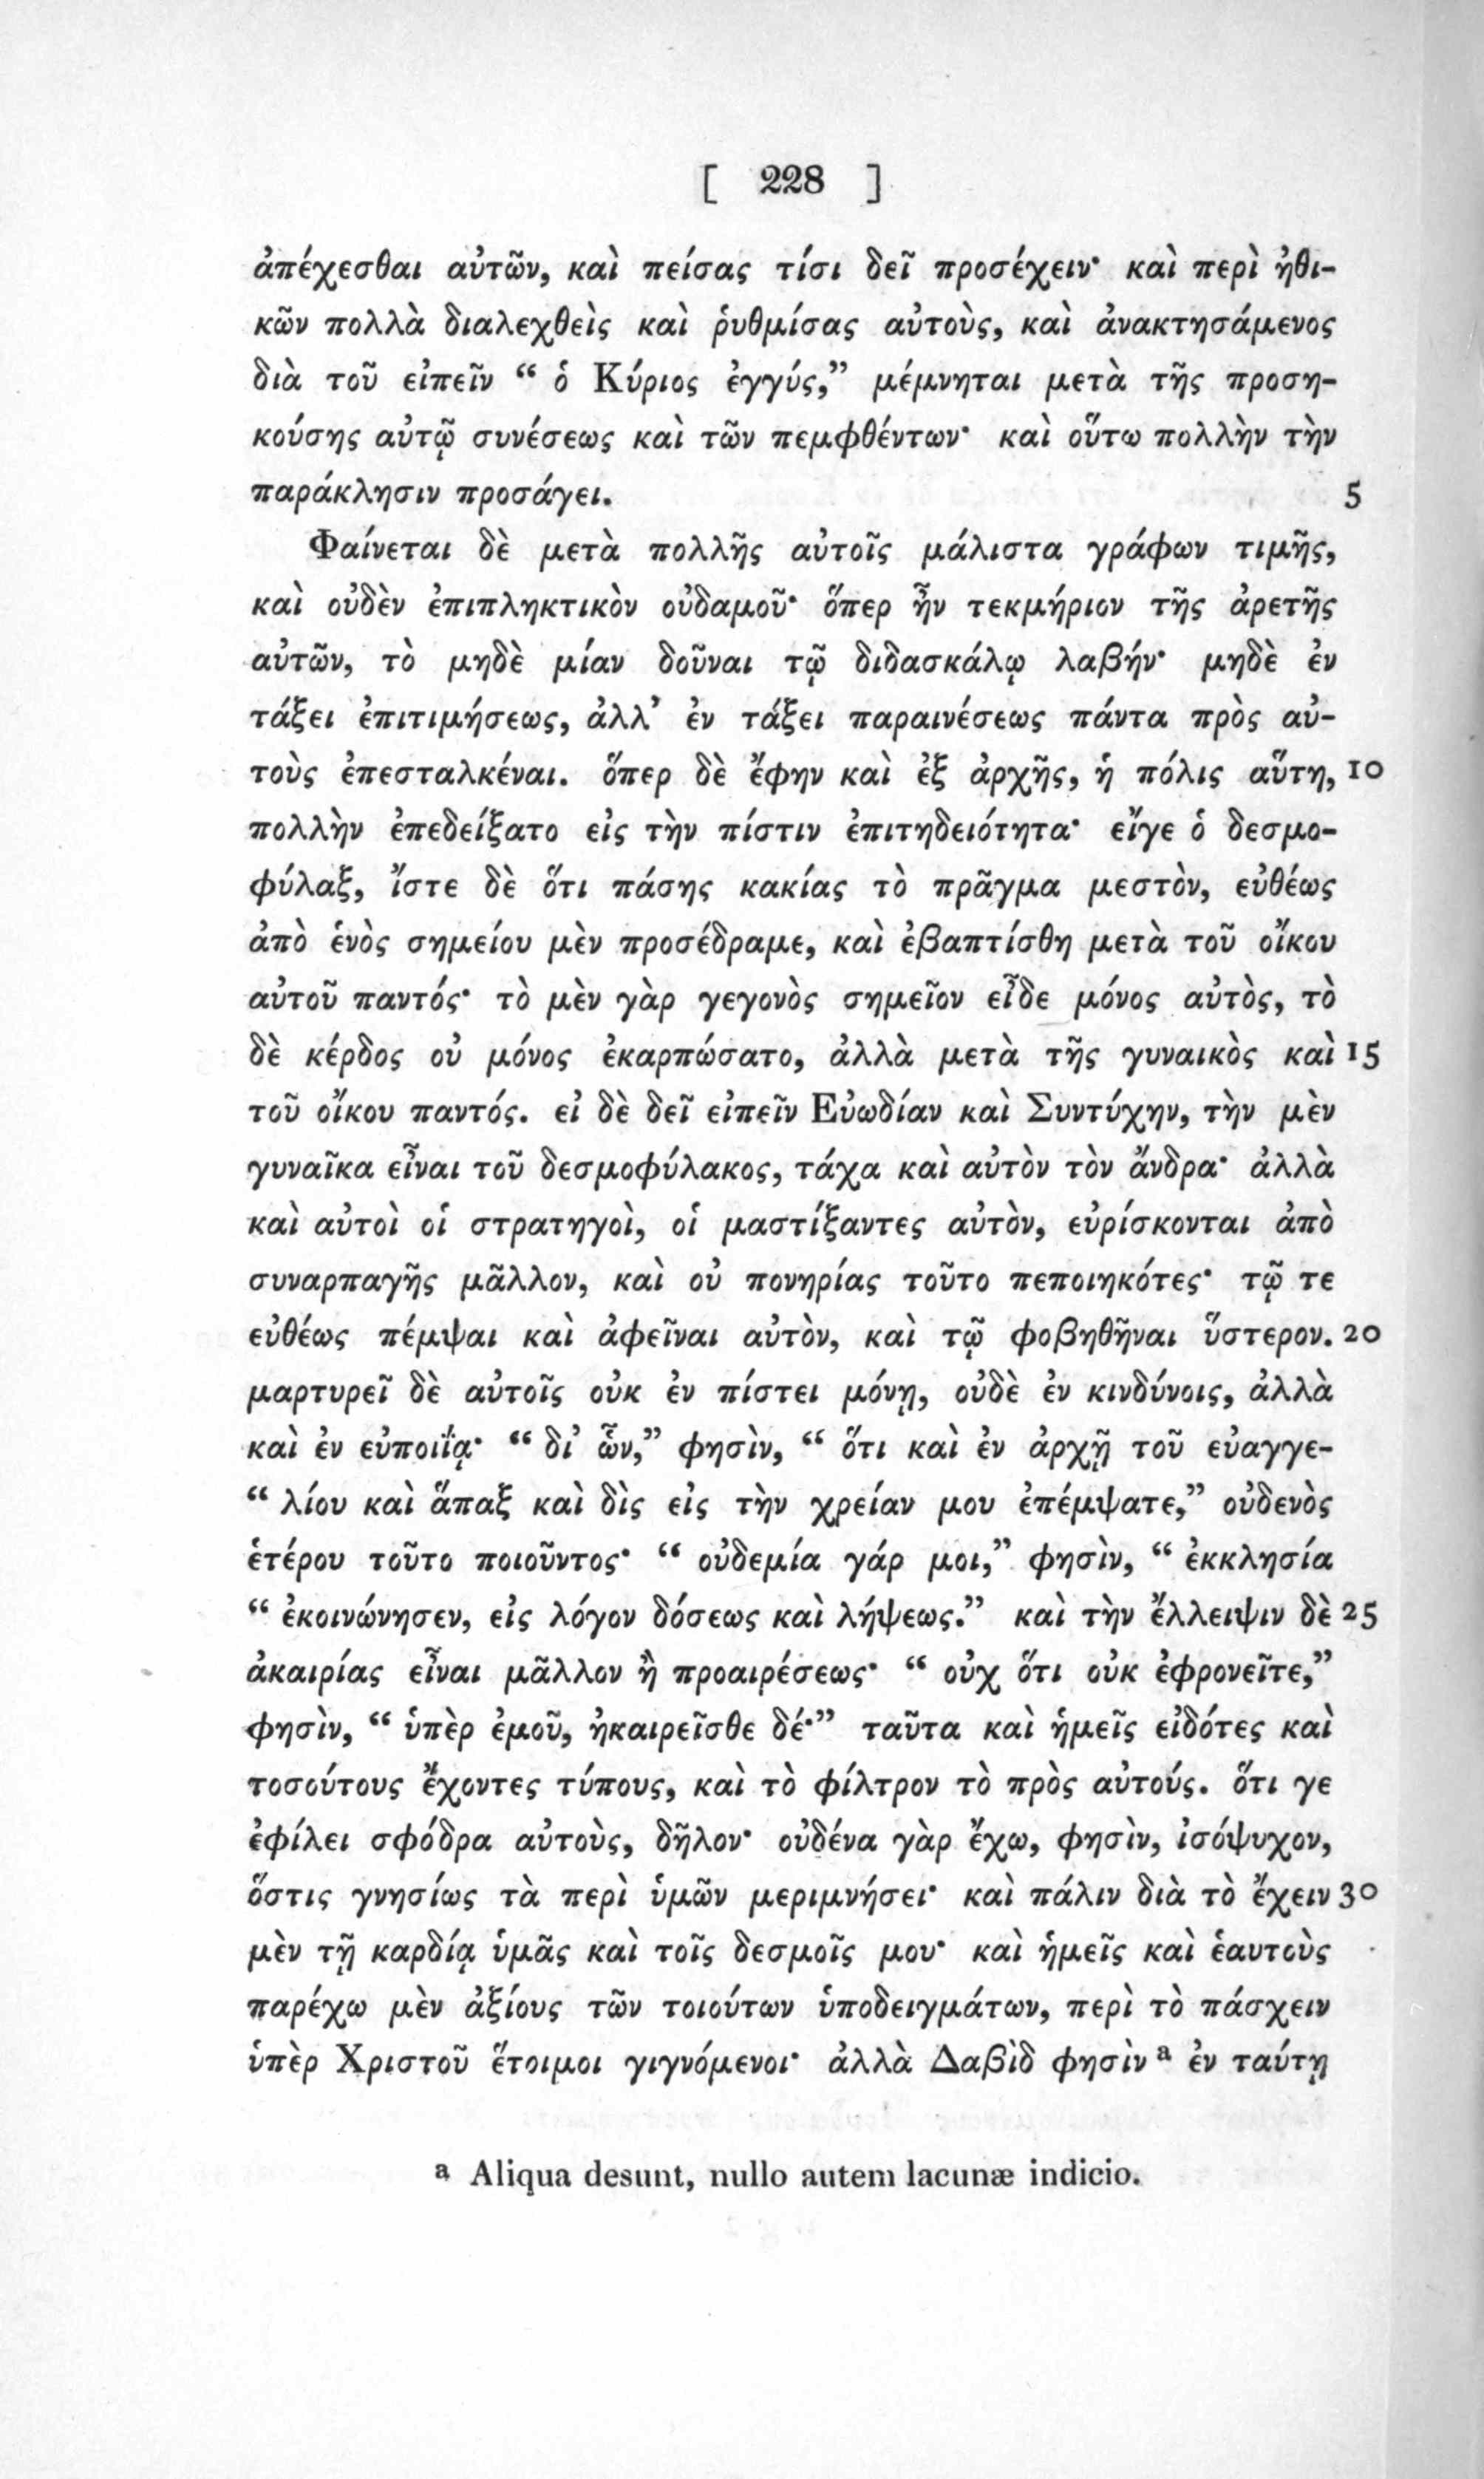 [ 228 ]
ἀπέχεσθαι αὐτῶν, καὶ πείσας τίσι δεῖ προσέχειν· καὶ περὶ ἠθι-
κῶν πολλὰ διαλεχθεὶς καὶ ῥυθμίσας αὐτοὺς, καὶ ἀνακτησάμενος
διὰ τοῦ εἰπεῖν “ ὁ Κύριος ἐγγύς,” μέμνηται μετὰ τῆς προση-
κούσης αὐτῷ συνέσεως καὶ τῶν πεμφθέντων· καὶ οὕτω πολλὴν τὴν
παράκλησιν προσάγει. 5
Φαίνεται δὲ μετὰ πολλῆς αὐτοῖς μάλιστα γράφων τιμῆς,
καὶ οὐδὲν ἐπιπληκτικὸν οὐδαμοῦ· ὅπερ ἦν τεκμήριον τῆς ἀρετῆς
αὐτῶν, τὸ μηδὲ μίαν δοῦναι τῷ διδασκάλῳ λαβήν· μηδὲ ἐν
τάξει ἐπιτιμήσεως, ἀλλ’ ἐν τάξει παραινέσεως πάντα πρὸς αὐ-
τοὺς ἐπεσταλκέναι. ὅπερ δὲ ἔφην καὶ ἐξ ἀρχῆς, ἡ πόλις αὕτη, 10
πολλὴν ἐπεδείξατο εἰς τὴν πίστιν ἐπιτηδειότητα· εἴγε ὁ δεσμο-
φύλαξ, ἴστε δὲ ὅτι πάσης κακίας τὸ πρᾶγμα μεστὸν, εὐθέως
ἀπὸ ἑνὸς σημείου μὲν προσέδραμε, καὶ ἐβαπτίσθη μετὰ τοῦ οἴκου
αὐτοῦ παντός· τὸ μὲν γὰρ γεγονὸς σημεῖον εἶδε μόνος αὐτὸς, τὸ
δὲ κέρδος οὐ μόνος ἐκαρπώσατο, ἀλλὰ μετὰ τῆς γυναικὸς καὶ 15
τοῦ οἴκου παντός. εἰ δὲ δεῖ εἰπεῖν Εὐωδίαν καὶ Συντύχην, τὴν μὲν
γυναῖκα εἶναι τοῦ δεσμοφύλακος, τάχα καὶ αὐτὸν τὸν ἄνδρα· ἀλλὰ
καὶ αὐτοὶ οἱ στρατηγοὶ, οἱ μαστίξαντες αὐτὸν, εὑρίσκονται ἀπὸ
συναρπαγῆς μᾶλλον, καὶ οὐ πονηρίας τοῦτο πεποιηκότες· τῷ τε
εὐθέως πέμψαι καὶ ἀφεῖναι αὐτὸν, καὶ τῷ φοβηθῆναι ὕστερον. 20
μαρτυρεῖ δὲ αὐτοῖς οὐκ ἐν πίστει μόνῃ, οὐδὲ ἐν κινδύνοις, ἀλλὰ
καὶ ἐν εὐποιΐᾳ· “ δι’ ὧν,” φησὶν, “ ὅτι καὶ ἐν ἀρχῇ τοῦ εὐαγγε-
“ λίου καὶ ἅπαξ καὶ δὶς εἰς τὴν χρείαν μου ἐπέμψατε,” οὐδενὸς
ἑτέρου τοῦτο ποιοῦντος· “ οὐδεμία γάρ μοι,” φησὶν, “ ἐκκλησία
“ ἐκοινώνησεν, εἰς λόγον δόσεως καὶ λήψεως.” καὶ τὴν ἔλλειψιν δὲ 25
ἀκαιρίας εἶναι μᾶλλον ἢ προαιρέσεως· “ οὐχ ὅτι οὐκ ἐφρονεῖτε,”
φησὶν, “ ὑπὲρ ἐμοῦ, ἠκαιρεῖσθε δέ·” ταῦτα καὶ ἡμεῖς εἰδότες καὶ
τοσούτους ἔχοντες τύπους, καὶ τὸ φίλτρον τὸ πρὸς αὐτούς. ὅτι γε
ἐφίλει σφόδρα αὐτοὺς, δῆλον· οὐδένα γὰρ ἔχω, φησὶν, ἰσόψυχον,
ὅστις γνησίως τὰ περὶ ὑμῶν μεριμνήσει· καὶ πάλιν διὰ τὸ ἔχειν 30
μὲν τῇ καρδίᾳ ὑμᾶς καὶ τοῖς δεσμοῖς μου· καὶ ἡμεῖς καὶ ἑαυτοὺς
παρέχω μὲν ἀξίους τῶν τοιούτων ὑποδειγμάτων, περὶ τὸ πάσχειν
ὑπὲρ Χριστοῦ ἕτοιμοι γιγνόμενοι· ἀλλὰ Δαβὶδ φησὶν a ἐν ταύτῃ
a Aliqua desunt, nullo autem lacunæ indicio.